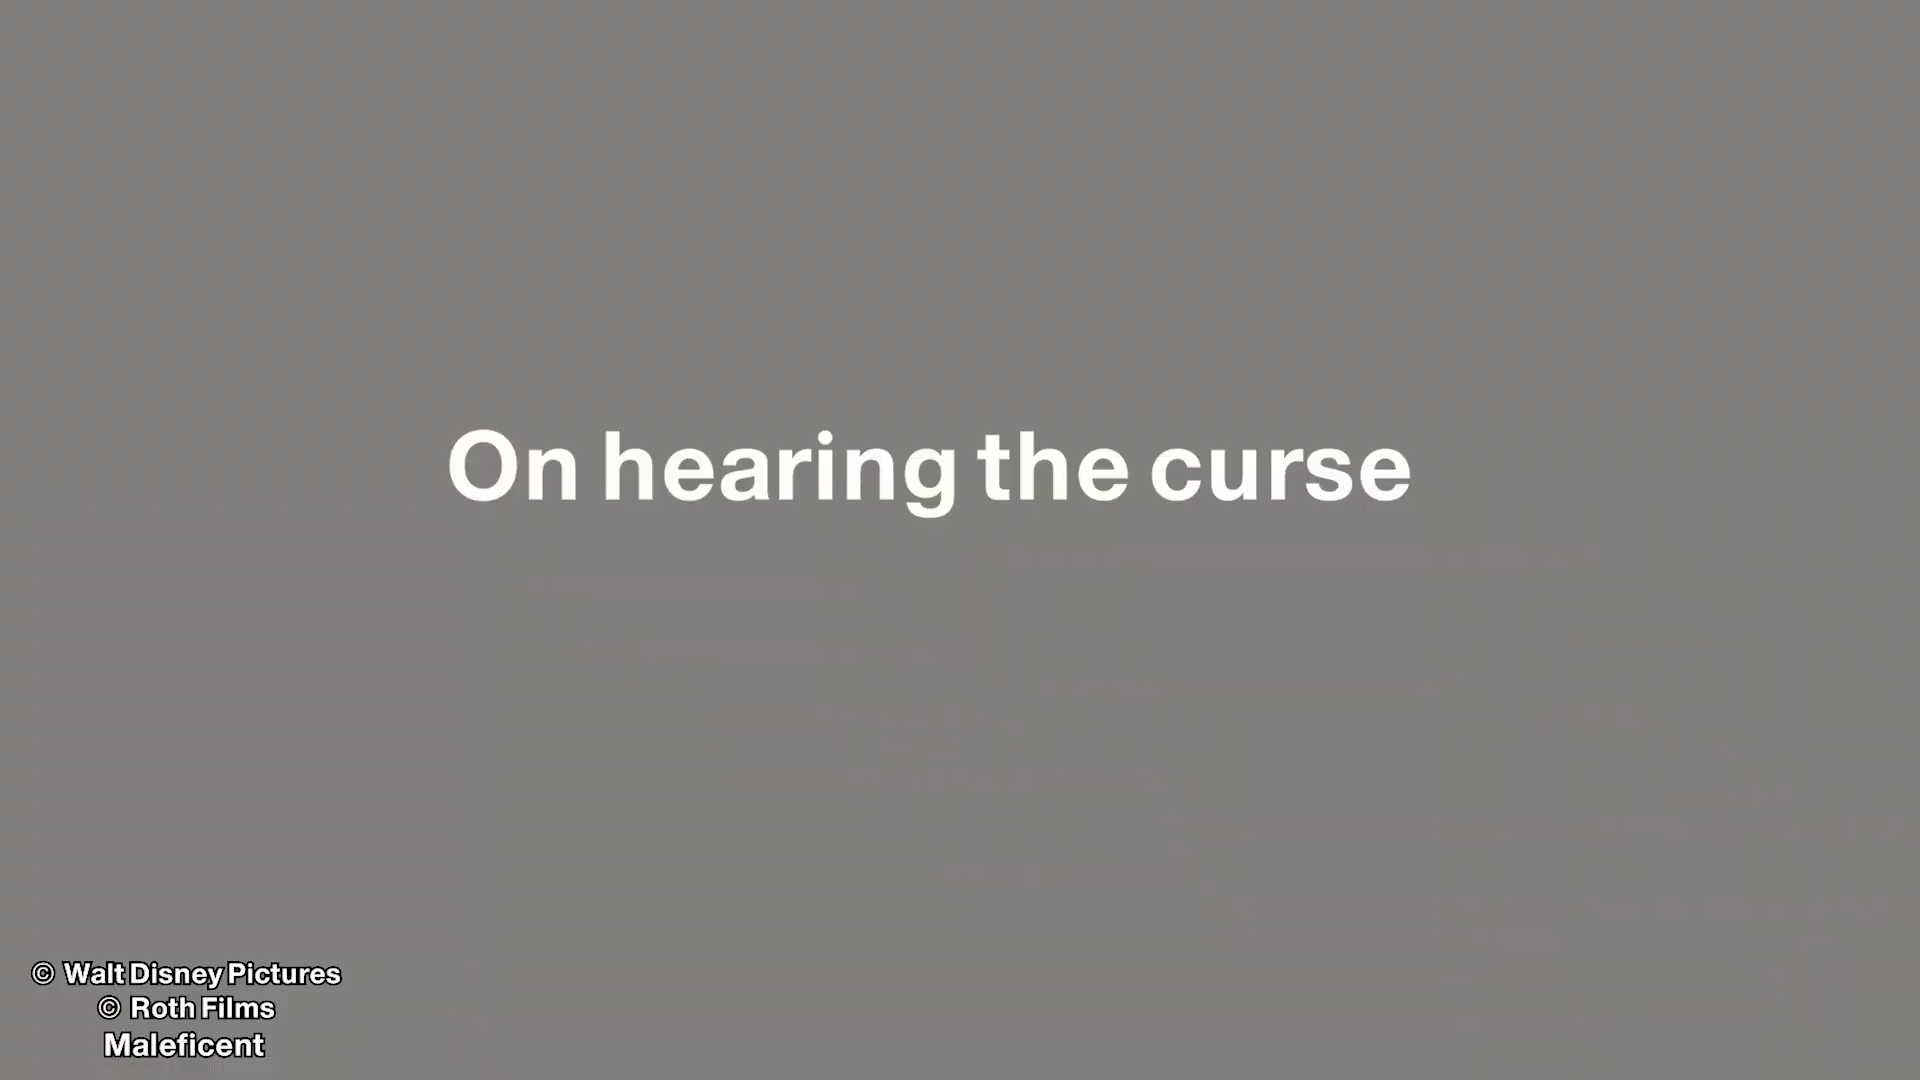 On hearing the curse
© Walt Disney Pictures
© Roth Films
Maleficent